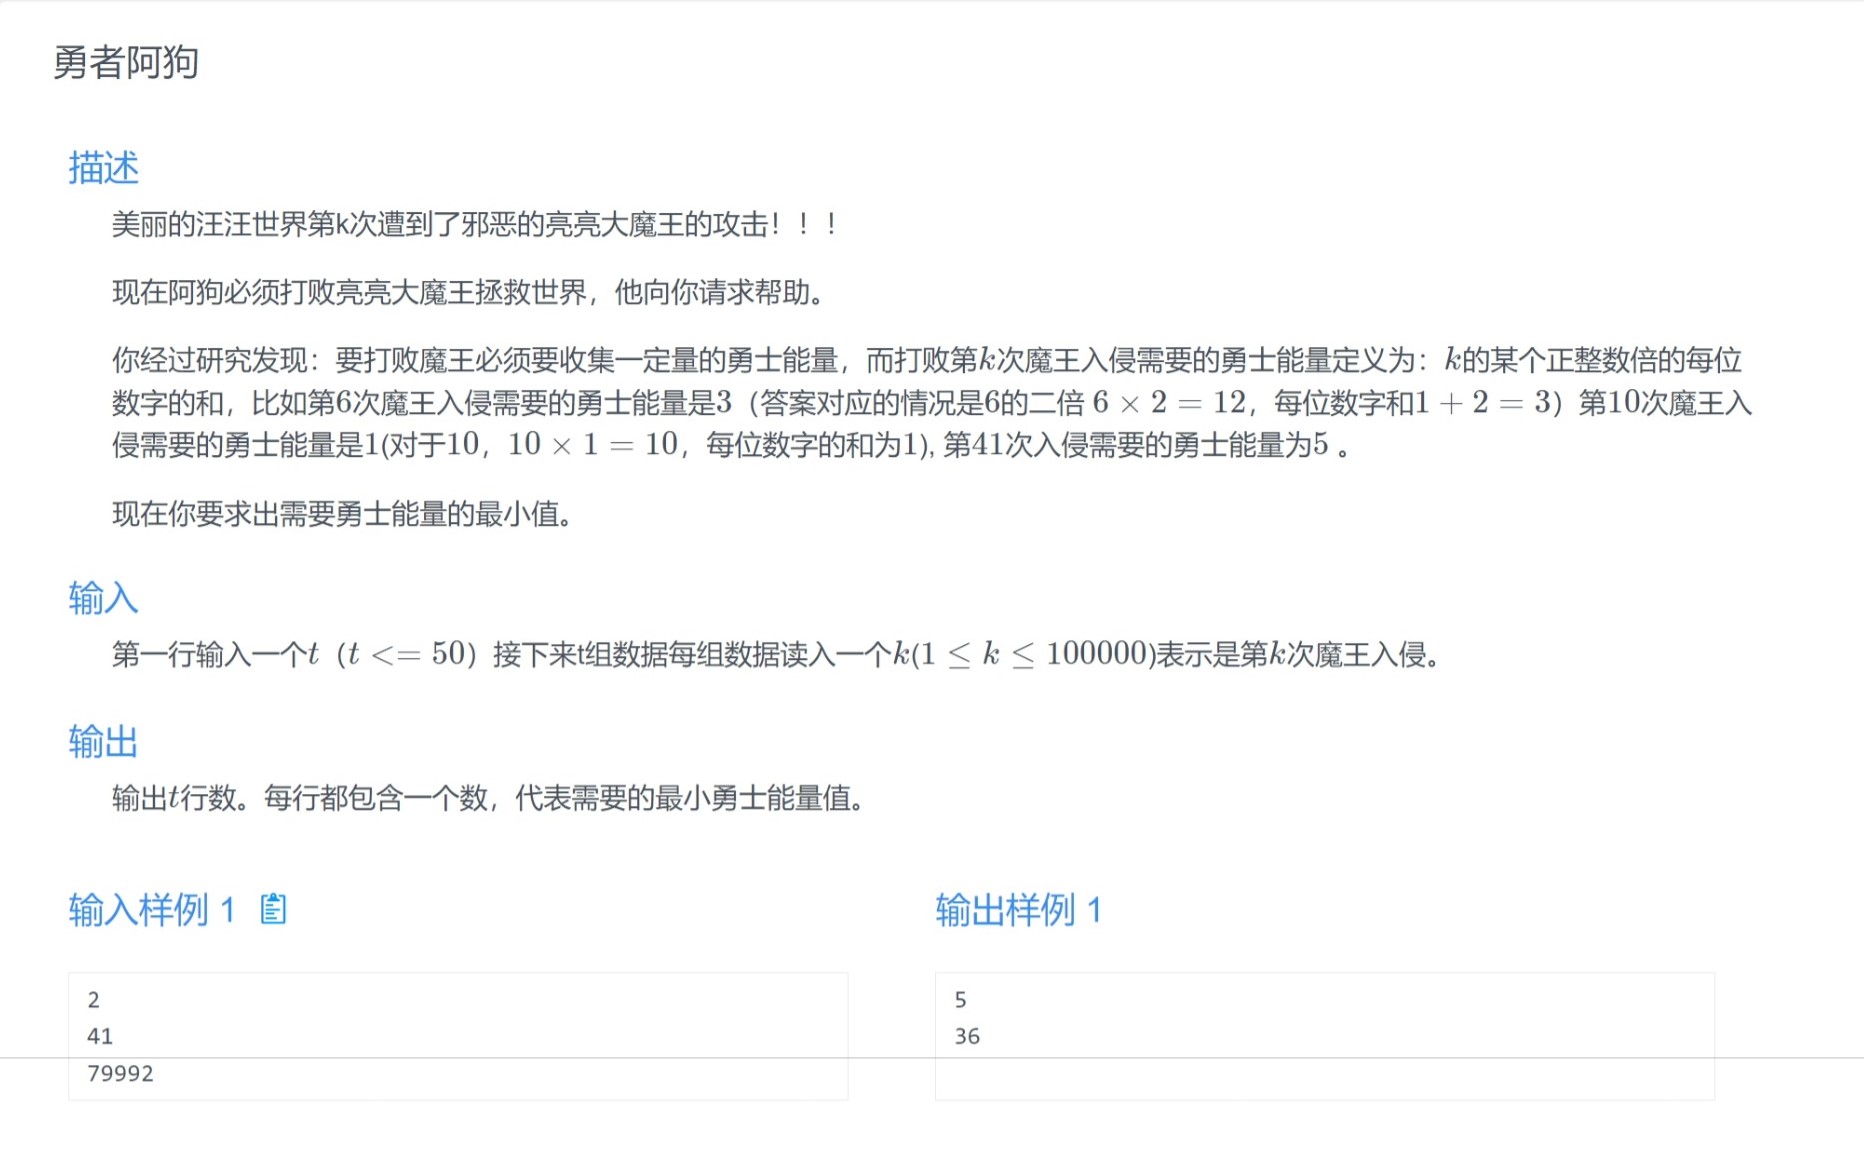 勇者阿狗
描述
美丽的汪汪世界第k次遭到了邪恶的亮亮大魔王的攻击！！！
现在阿狗必须打败亮亮大魔王拯救世界，他向你请求帮助。
你经过研究发现：要打败魔王必须要收集一定量的勇士能量，而打败第k次魔王入侵需要的勇士能量定义为：k的某个正整数倍的每位
数字的和，比如第6次魔王入侵需要的勇士能量是3（答案对应的情况是6的二倍 6 × 2 = 12，每位数字和1 + 2 = 3）第10次魔王入
侵需要的勇士能量是1(对于10，10 × 1 = 10，每位数字的和为1), 第41次入侵需要的勇士能量为5 。
现在你要求出需要勇士能量的最小值。
输入
第一行输入一个t（t <= 50）接下来t组数据每组数据读入一个k(1 ≤ k ≤ 100000)表示是第k次魔王入侵。
输出
输出t行数。每行都包含一个数，代表需要的最小勇士能量值。
输入样例 1
2
41
79992
输出样例 1
5
36